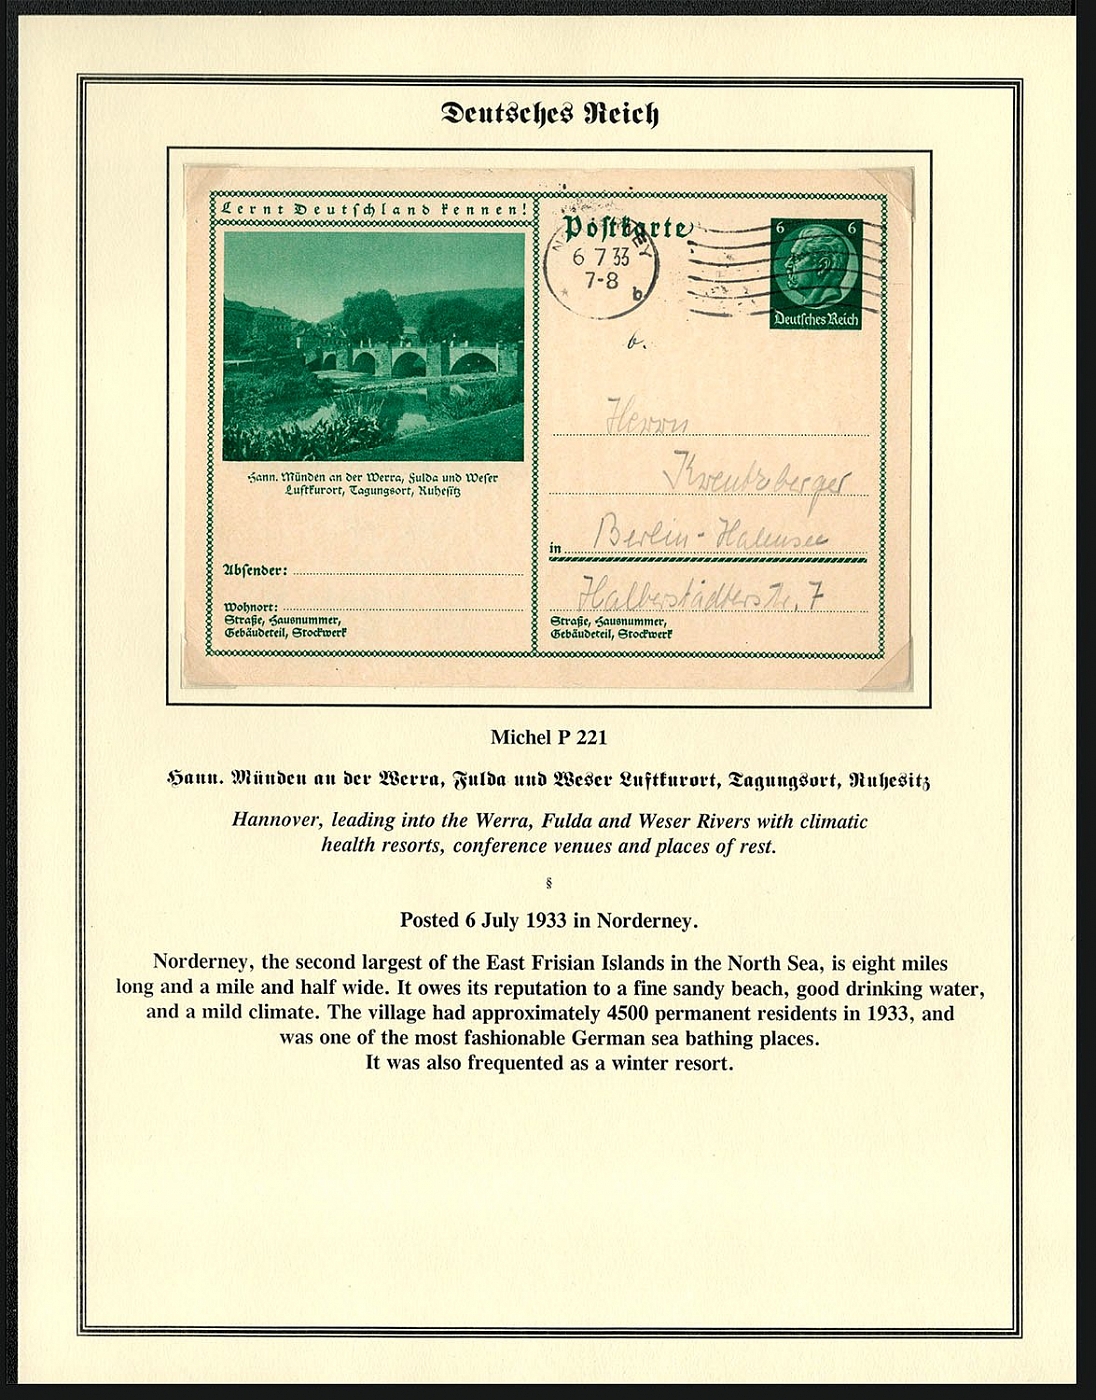 Deutsches Reich
Lernt Deutschland kennen!
Postkarte
6 7 33
7-8
b
6 6
Deutsches Reich
b.
Herrn
Kreutzberger
in Berlin-Halensee
Halberstädterstr. 7
Straße, Hausnummer,
Gebäudeteil, Stockwerk
Hann. Münden an der Werra, Fulda und Weser
Luftkurort, Tagungsort, Ruhesitz
Absender:
Wohnort:
Straße, Hausnummer,
Gebäudeteil, Stockwerk
Michel P 221
Hann. Münden an der Werra, Fulda und Weser Luftkurort, Tagungsort, Ruhesitz
Hannover, leading into the Werra, Fulda and Weser Rivers with climatic
health resorts, conference venues and places of rest.
§
Posted 6 July 1933 in Norderney.
Norderney, the second largest of the East Frisian Islands in the North Sea, is eight miles
long and a mile and half wide. It owes its reputation to a fine sandy beach, good drinking water,
and a mild climate. The village had approximately 4500 permanent residents in 1933, and
was one of the most fashionable German sea bathing places.
It was also frequented as a winter resort.